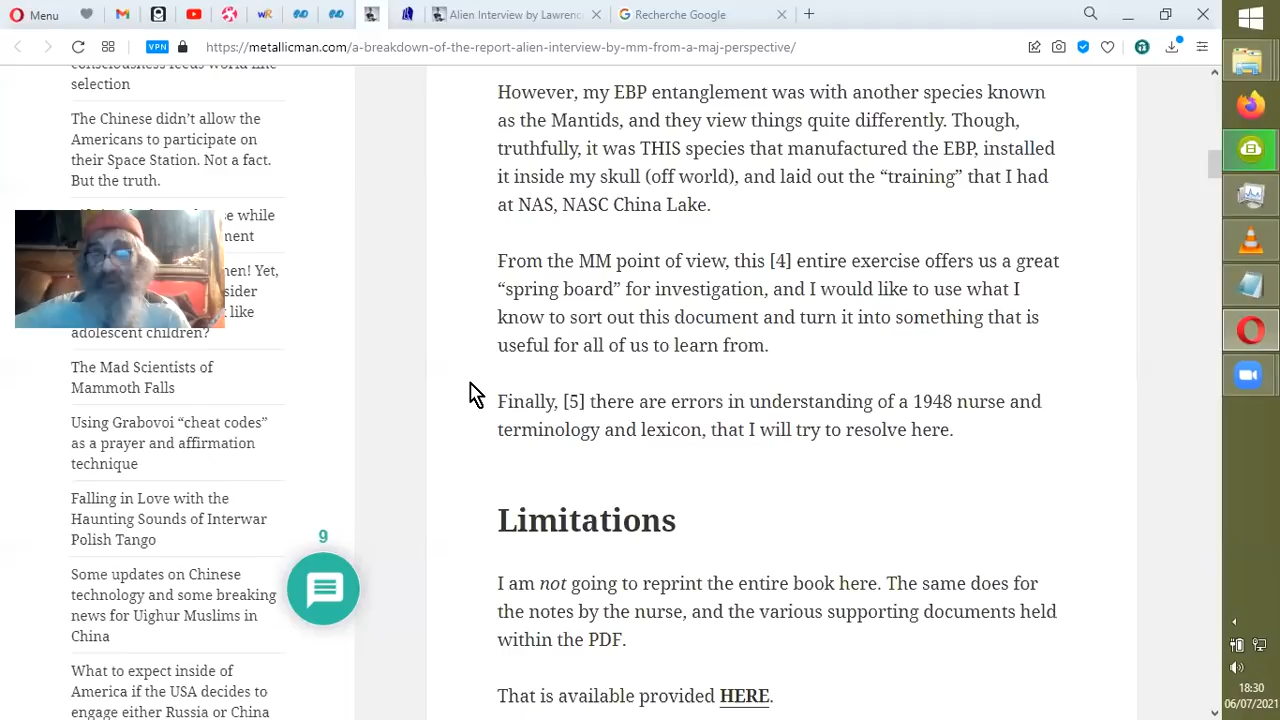 Menu
Alien Interview by Lawrenc
Recherche Google
VPN
https://metallicman.com/a-breakdown-of-the-report-alien-interview-by-mm-from-a-maj-perspective/
consciousness feeds world-line
selection
The Chinese didn't allow the
Americans to participate on
their Space Station. Not a fact.
But the truth.
se while
ment
men! Yet,
sider
like
adolescent children?
The Mad Scientists of
Mammoth Falls
Using Grabovoi “cheat codes”
as a prayer and affirmation
technique
Falling in Love with the
Haunting Sounds of Interwar
Polish Tango
Some updates on Chinese
technology and some breaking
news for Uighur Muslims in
China
What to expect inside of
America if the USA decides to
engage either Russia or China
9
However, my EBP entanglement was with another species known
as the Mantids, and they view things quite differently. Though,
truthfully, it was THIS species that manufactured the EBP, installed
it inside my skull (off world), and laid out the “training” that I had
at NAS, NASC China Lake.
From the MM point of view, this [4] entire exercise offers us a great
“spring board” for investigation, and I would like to use what I
know to sort out this document and turn it into something that is
useful for all of us to learn from.
Finally, [5] there are errors in understanding of a 1948 nurse and
terminology and lexicon, that I will try to resolve here.
Limitations
I am not going to reprint the entire book here. The same does for
the notes by the nurse, and the various supporting documents held
within the PDF.
That is available provided HERE.
18:30
06/07/2021